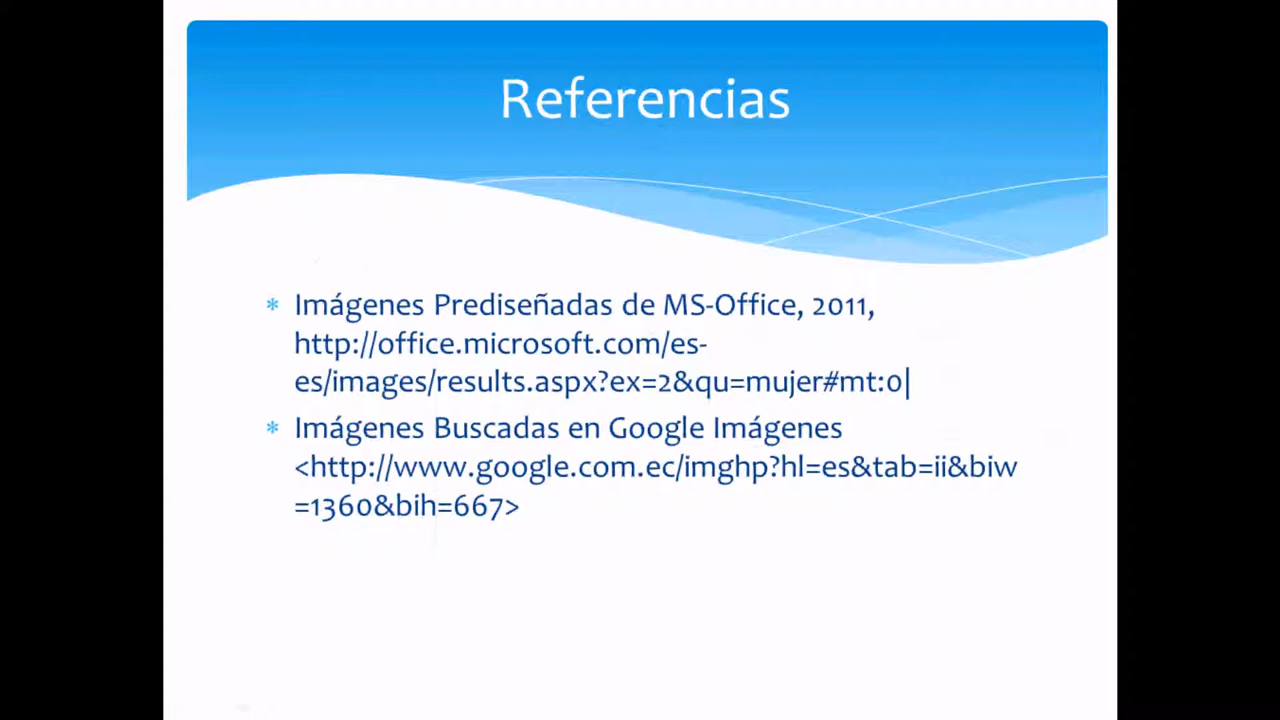 Referencias
* Imágenes Prediseñadas de MS-Office, 2011,
http://office.microsoft.com/es-
es/images/results.aspx?ex=2&qu=mujer#mt:0|
* Imágenes Buscadas en Google Imágenes
<http://www.google.com.ec/imghp?hl=es&tab=ii&biw
=1360&bih=667>